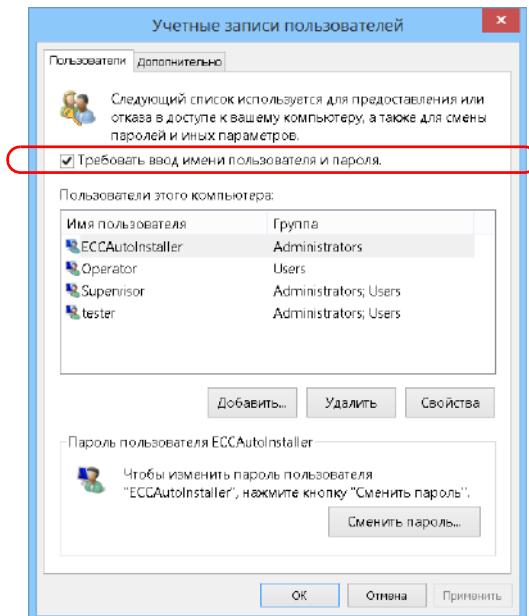 Учетные записи пользователей
Пользователи Дополнительно
Следующий список используется для предоставления или
отказа в доступе к вашему компьютеру, а также для смены
паролей и иных параметров.
Требовать ввод имени пользователя и пароля.
Пользователи этого компьютера:
Имя пользователя Группа
ECCAutoInstaller Administrators
Operator Users
Supervisor Administrators; Users
tester Administrators; Users
Добавить... Удалить Свойства
Пароль пользователя ECCAutoInstaller
Чтобы изменить пароль пользователя
"ECCAutoInstaller", нажмите кнопку "Сменить пароль".
Сменить пароль...
ОК Отмена Применить